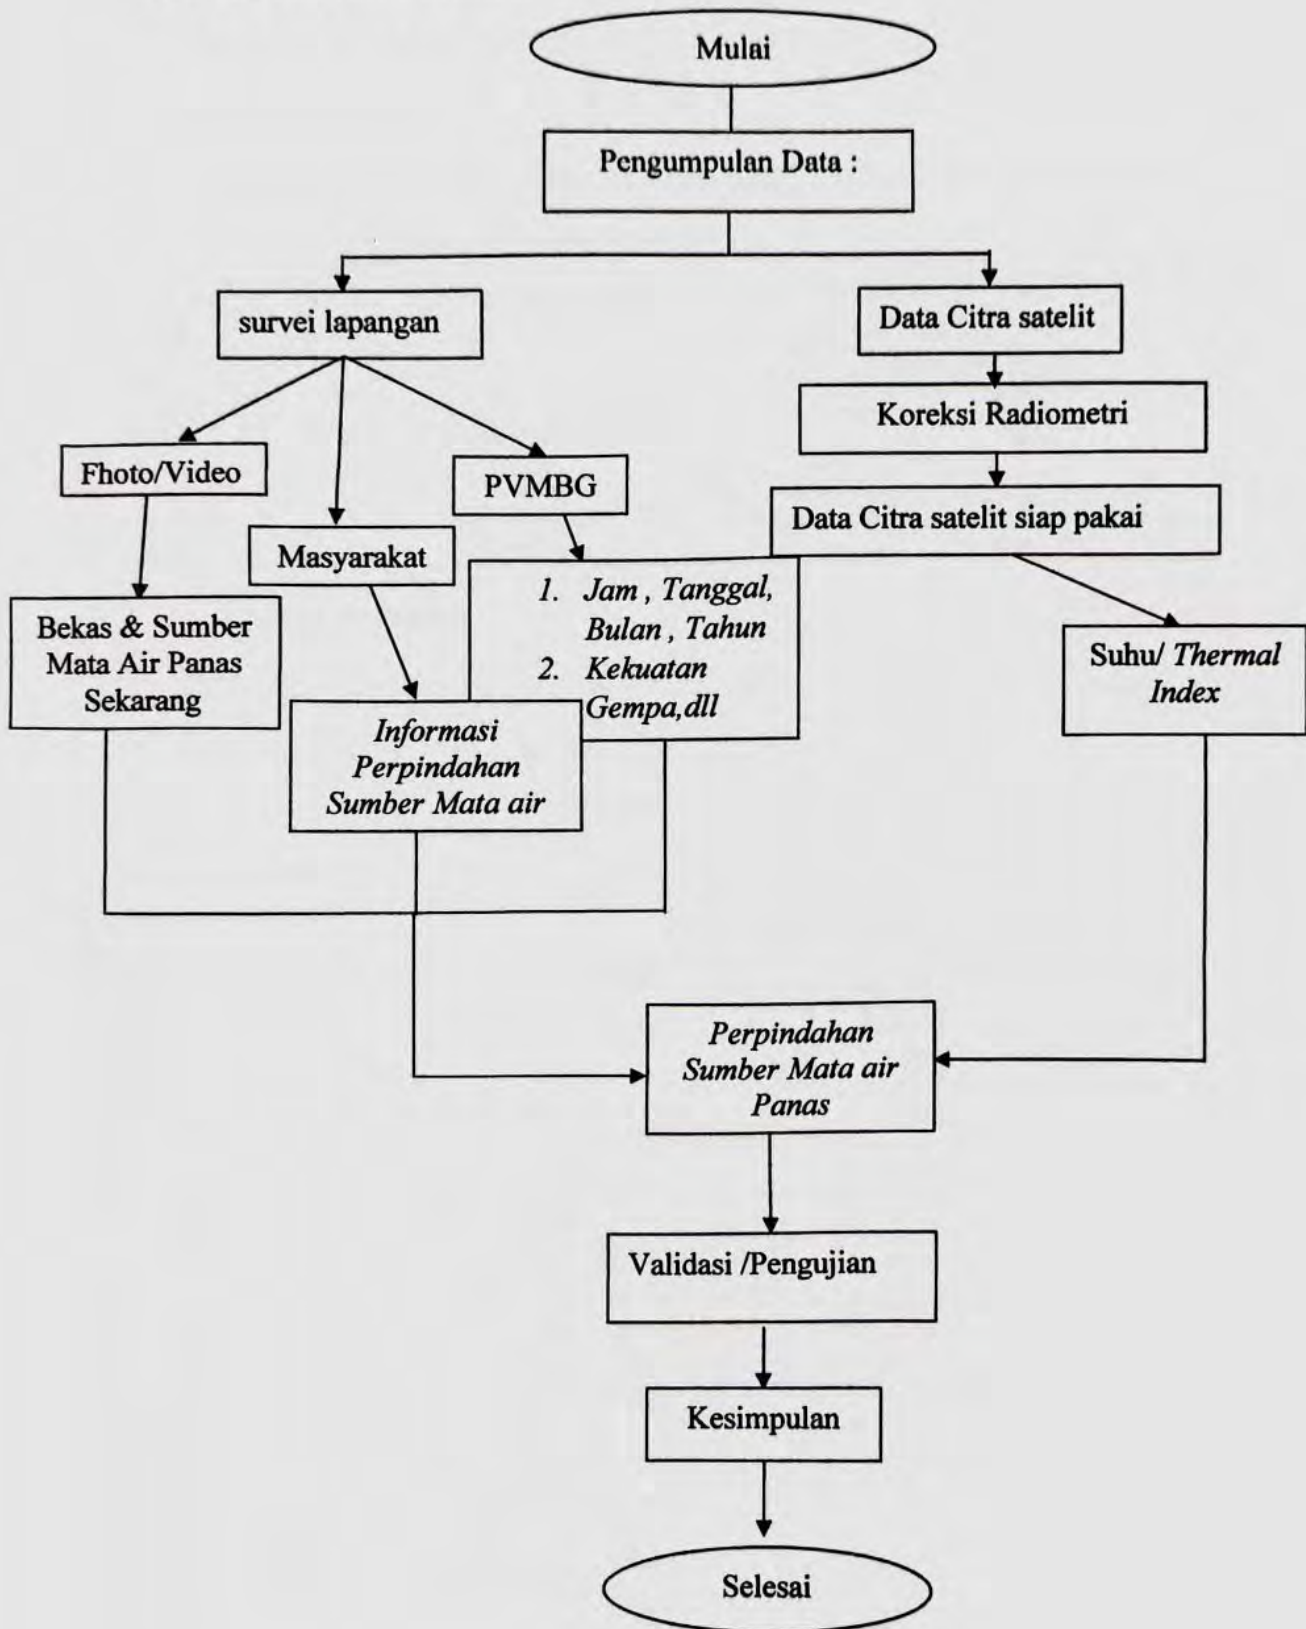 Mulai
Pengumpulan Data :
survei lapangan
Data Citra satelit
Koreksi Radiometri
Fhoto/Video
PVMBG
Data Citra satelit siap pakai
Masyarakat
1. Jam , Tanggal,
Bulan , Tahun
2. Kekuatan
Gempa,dll
Bekas & Sumber
Mata Air Panas
Sekarang
Suhu/ Thermal
Index
Informasi
Perpindahan
Sumber Mata air
Perpindahan
Sumber Mata air
Panas
Validasi /Pengujian
Kesimpulan
Selesai